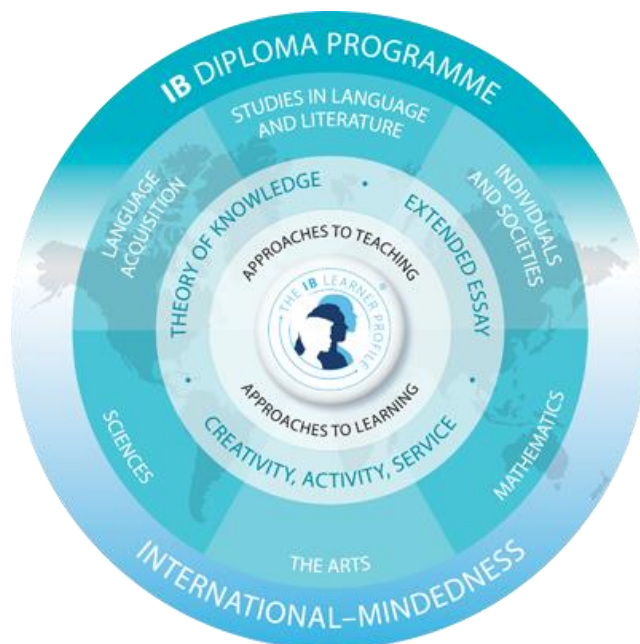 IB DIPLOMA PROGRAMME
STUDIES IN LANGUAGE
AND LITERATURE
LANGUAGE
ACQUISITION
INDIVIDUALS
AND SOCIETIES
THEORY OF KNOWLEDGE
EXTENDED ESSAY
APPROACHES TO TEACHING
THE IB LEARNER PROFILE
®
APPROACHES TO LEARNING
CREATIVITY, ACTIVITY, SERVICE
SCIENCES
MATHEMATICS
THE ARTS
INTERNATIONAL–MINDEDNESS